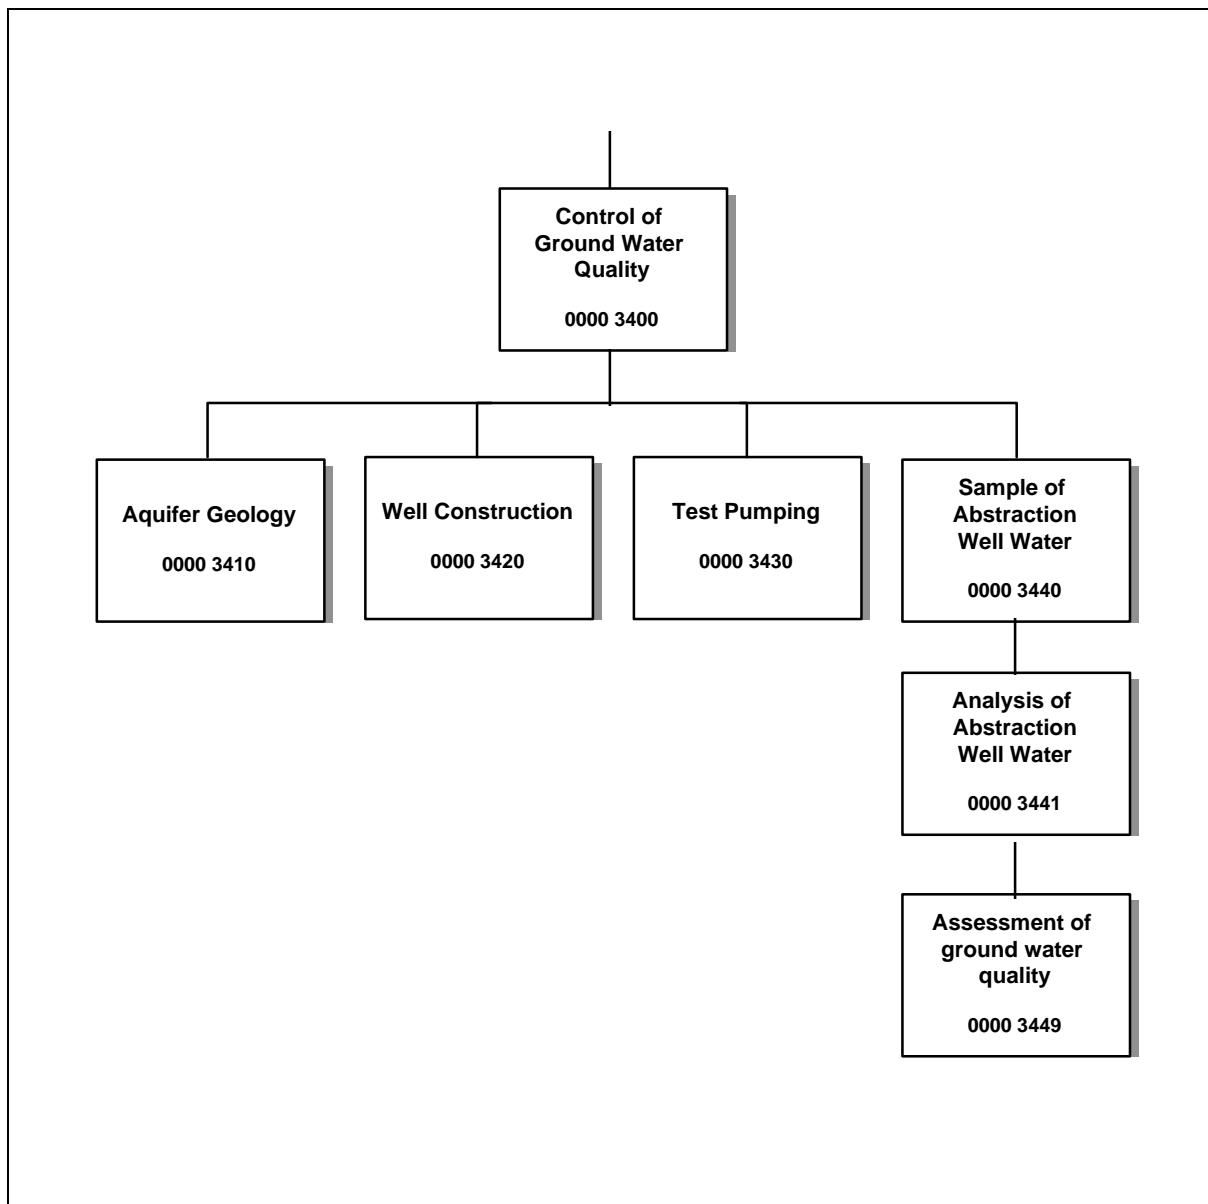 Control of
Ground Water
Quality
0000 3400
Aquifer Geology
0000 3410
Well Construction
0000 3420
Test Pumping
0000 3430
Sample of
Abstraction
Well Water
0000 3440
Analysis of
Abstraction
Well Water
0000 3441
Assessment of
ground water
quality
0000 3449